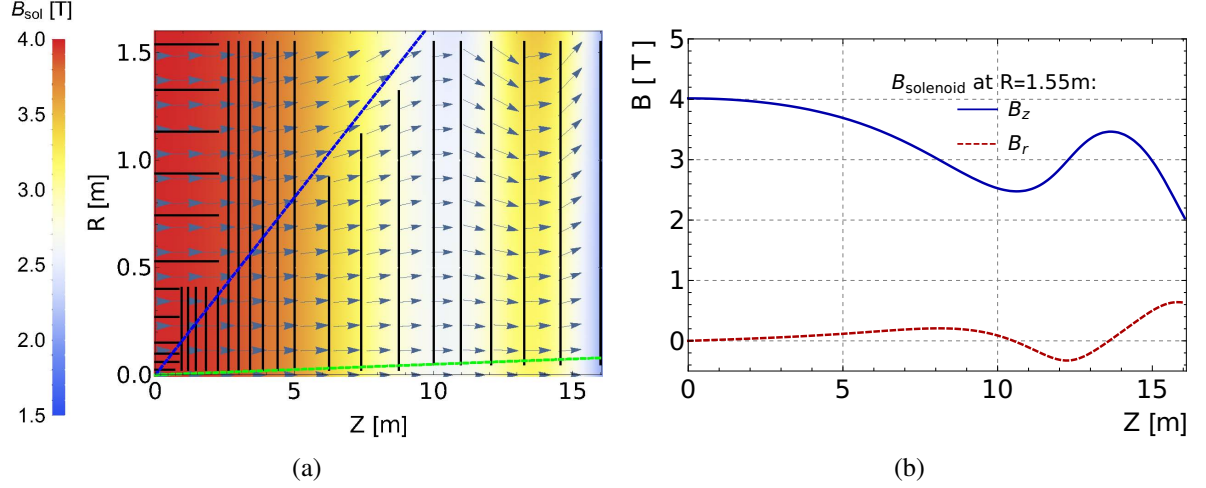 B_sol [T]
4.0
3.5
3.0
2.5
2.0
1.5
R [m]
1.5
1.0
0.5
0.0
0 5 10 15
Z [m]
(a)
B [ T ]
5
4
3
2
1
0
B_solenoid at R=1.55m:
B_z
B_r
0 5 10 15
Z [m]
(b)